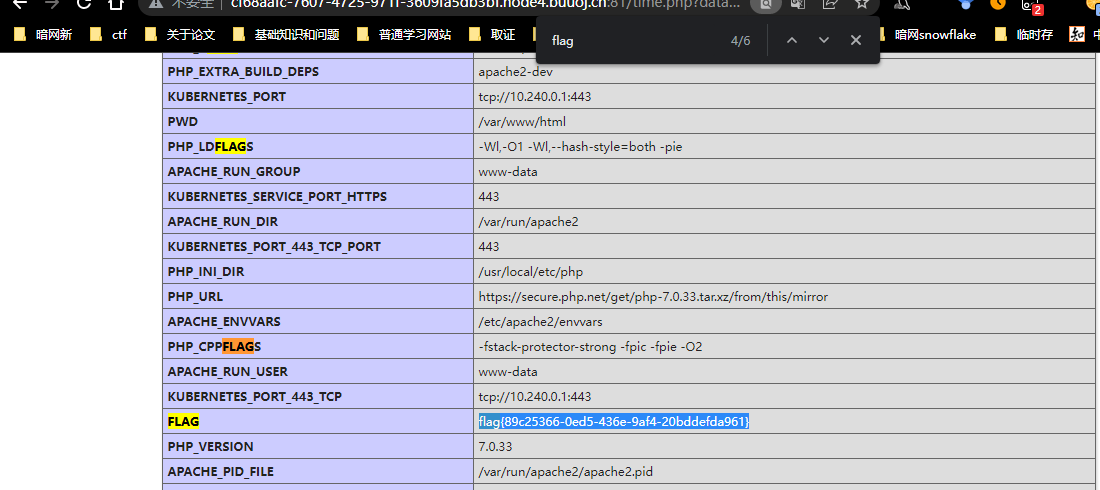 不安全 cf68aafc-7607-4725-971f-3609fa5db3bf.node4.buuoj.cn:81/time.php?data...
暗网新 ctf 关于论文 基础知识和问题 普通学习网站 取证 暗网snowflake 临时存
flag 4/6
2
PHP_EXTRA_BUILD_DEPS apache2-dev
KUBERNETES_PORT tcp://10.240.0.1:443
PWD /var/www/html
PHP_LDFLAGS -Wl,-O1 -Wl,--hash-style=both -pie
APACHE_RUN_GROUP www-data
KUBERNETES_SERVICE_PORT_HTTPS 443
APACHE_RUN_DIR /var/run/apache2
KUBERNETES_PORT_443_TCP_PORT 443
PHP_INI_DIR /usr/local/etc/php
PHP_URL https://secure.php.net/get/php-7.0.33.tar.xz/from/this/mirror
APACHE_ENVVARS /etc/apache2/envvars
PHP_CPPFLAGS -fstack-protector-strong -fpic -fpie -O2
APACHE_RUN_USER www-data
KUBERNETES_PORT_443_TCP tcp://10.240.0.1:443
FLAG flag{89c25366-0ed5-436e-9af4-20bddefda961}
PHP_VERSION 7.0.33
APACHE_PID_FILE /var/run/apache2/apache2.pid